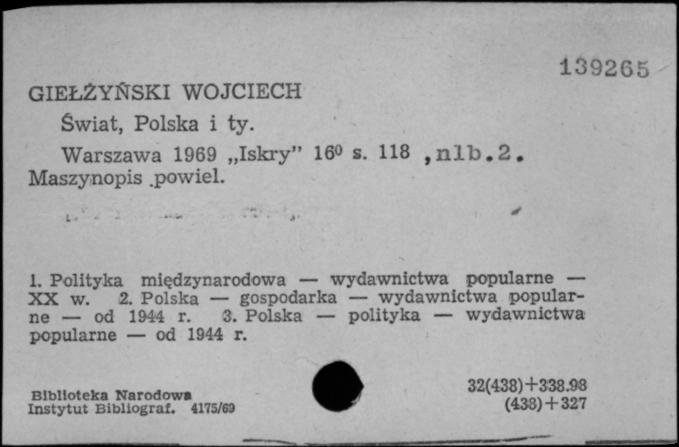 139265
GIEŁŻYŃSKI WOJCIECH
Świat, Polska i ty.
Warszawa 1969 „Iskry” 16⁰ s. 118 ,nlb.2.
Maszynopis .powiel.
1. Polityka międzynarodowa — wydawnictwa popularne —
XX w. 2. Polska — gospodarka — wydawnictwa popular-
ne — od 1944 r. 3. Polska — polityka — wydawnictwa
popularne — od 1944 r.
32(438)+338.98
Biblioteka Narodowa
(438)+327
Instytut Bibliograf. 4175/69